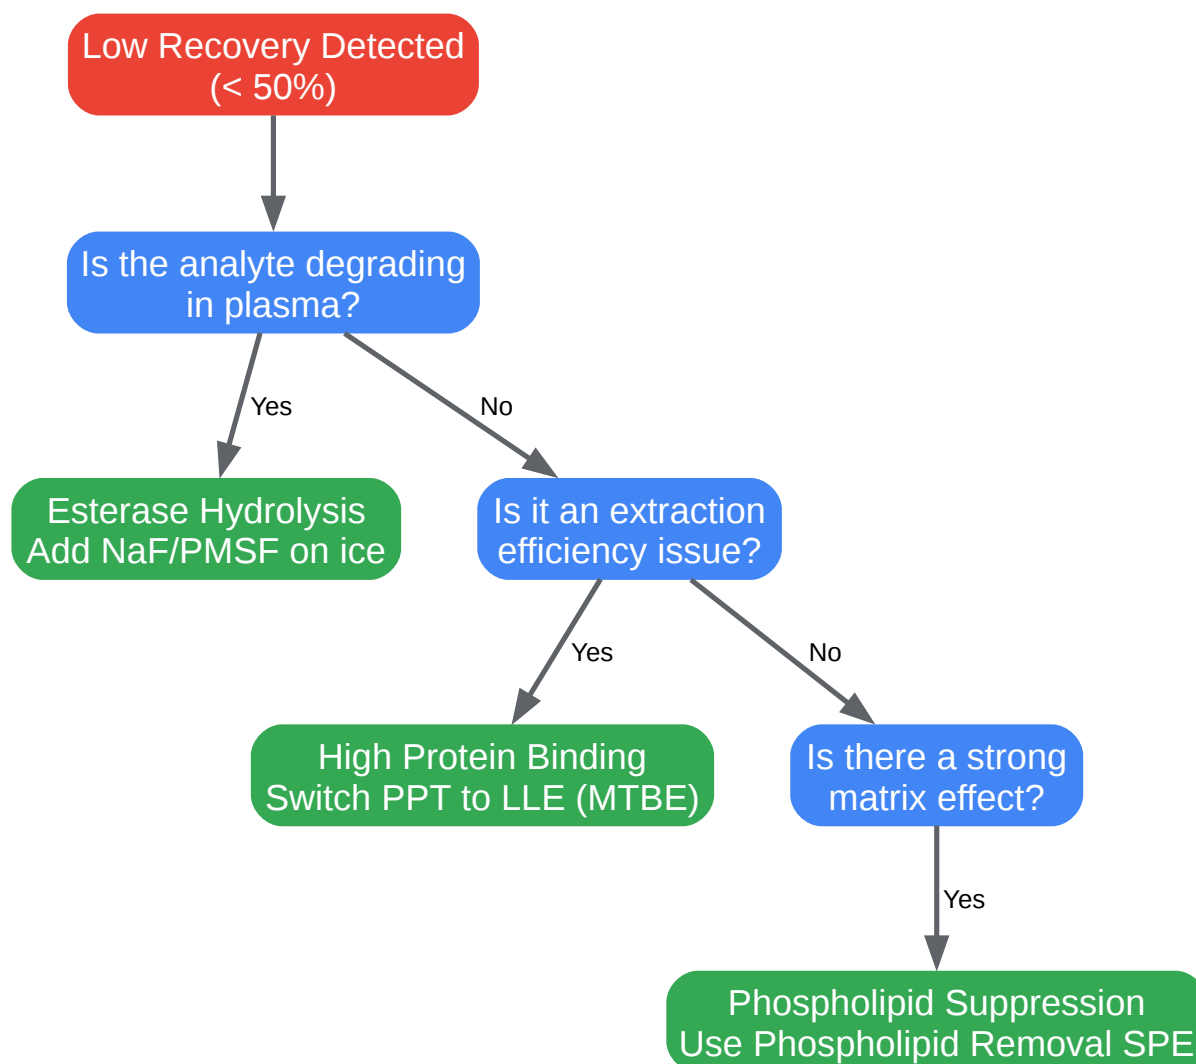 Low Recovery Detected
(< 50%)
Is the analyte degrading
in plasma?
Yes
No
Esterase Hydrolysis
Add NaF/PMSF on ice
Is it an extraction
efficiency issue?
Yes
No
High Protein Binding
Switch PPT to LLE (MTBE)
Is there a strong
matrix effect?
Yes
Phospholipid Suppression
Use Phospholipid Removal SPE